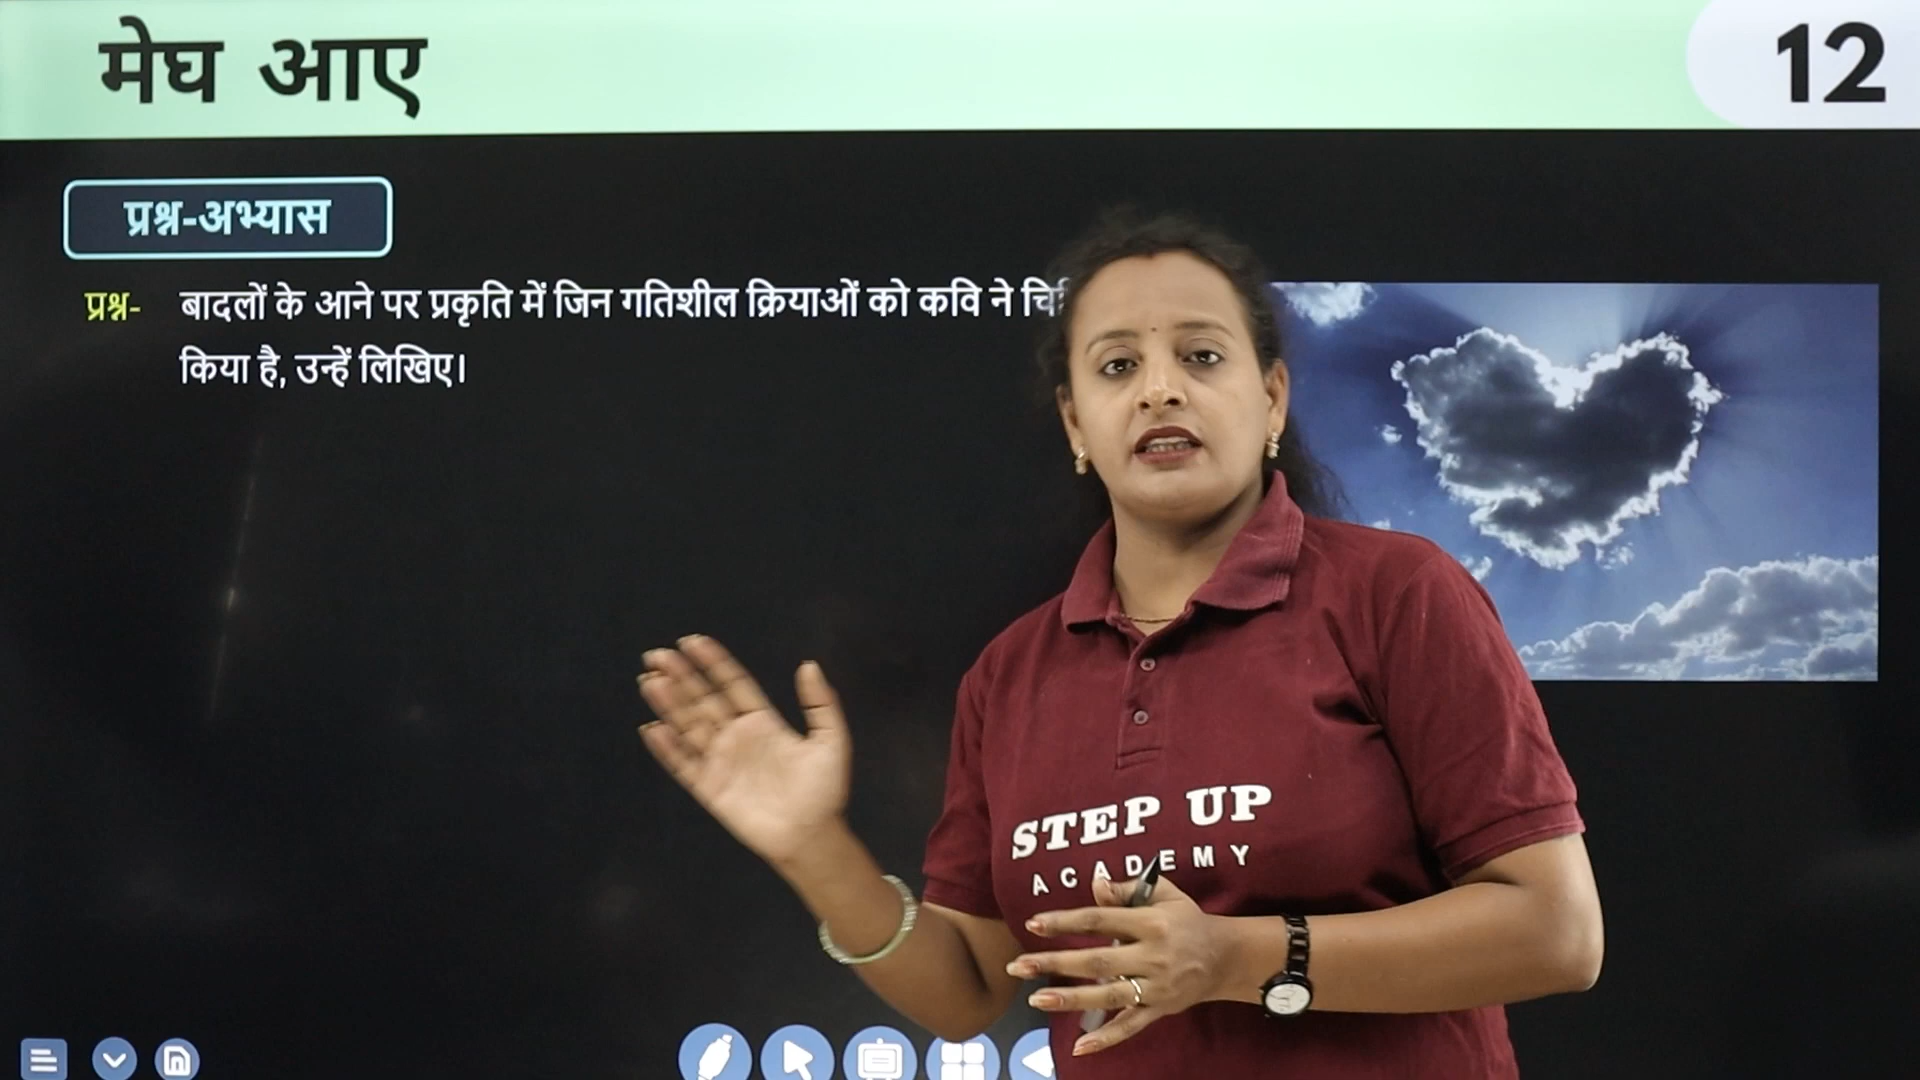 मेघ आए
12
प्रश्न-अभ्यास
प्रश्न- बादलों के आने पर प्रकृति में जिन गतिशील क्रियाओं को कवि ने
किया है, उन्हें लिखिए।
STEP UP
ACADEMY